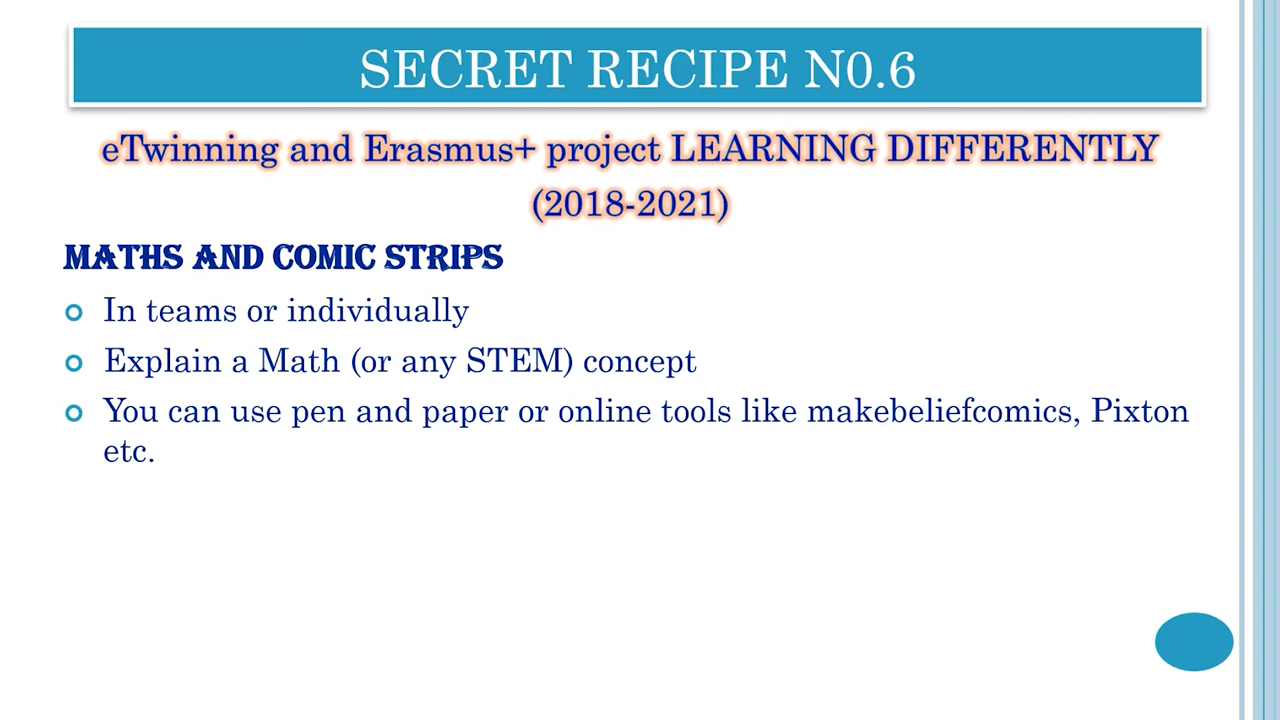 SECRET RECIPE N0.6
eTwinning and Erasmus+ project LEARNING DIFFERENTLY
(2018-2021)
MATHS AND COMIC STRIPS
In teams or individually
Explain a Math (or any STEM) concept
You can use pen and paper or online tools like makebeliefcomics, Pixton
etc.